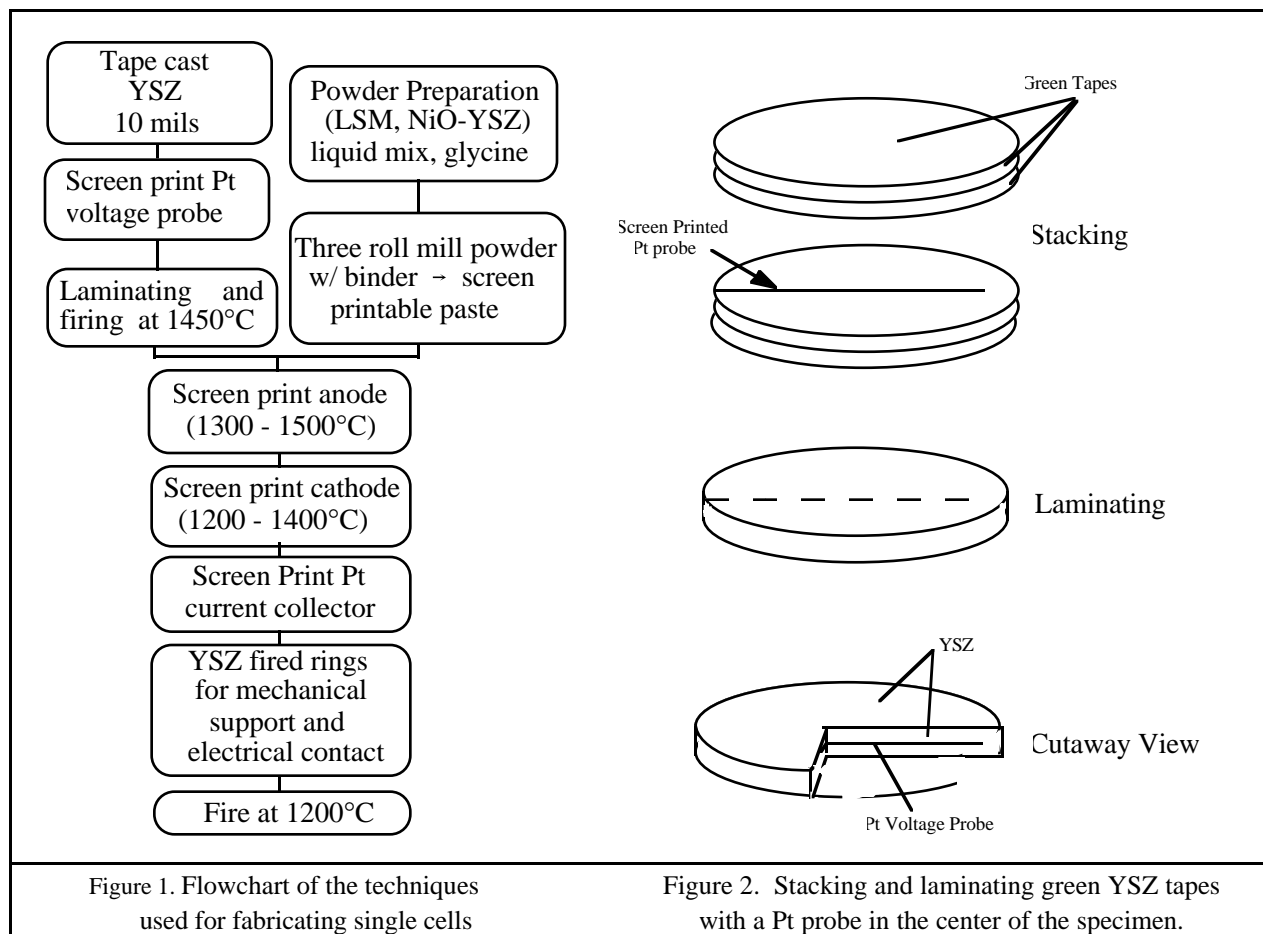 Tape cast
YSZ
10 mils
Powder Preparation
(LSM, NiO-YSZ)
liquid mix, glycine
Screen print Pt
voltage probe
Three roll mill powder
w/ binder → screen
printable paste
Laminating and
firing at 1450°C
Screen print anode
(1300 - 1500°C)
Screen print cathode
(1200 - 1400°C)
Screen Print Pt
current collector
YSZ fired rings
for mechanical
support and
electrical contact
Fire at 1200°C
Figure 1. Flowchart of the techniques
used for fabricating single cells
Green Tapes
Screen Printed
Pt probe
Stacking
Laminating
YSZ
Cutaway View
Pt Voltage Probe
Figure 2. Stacking and laminating green YSZ tapes
with a Pt probe in the center of the specimen.